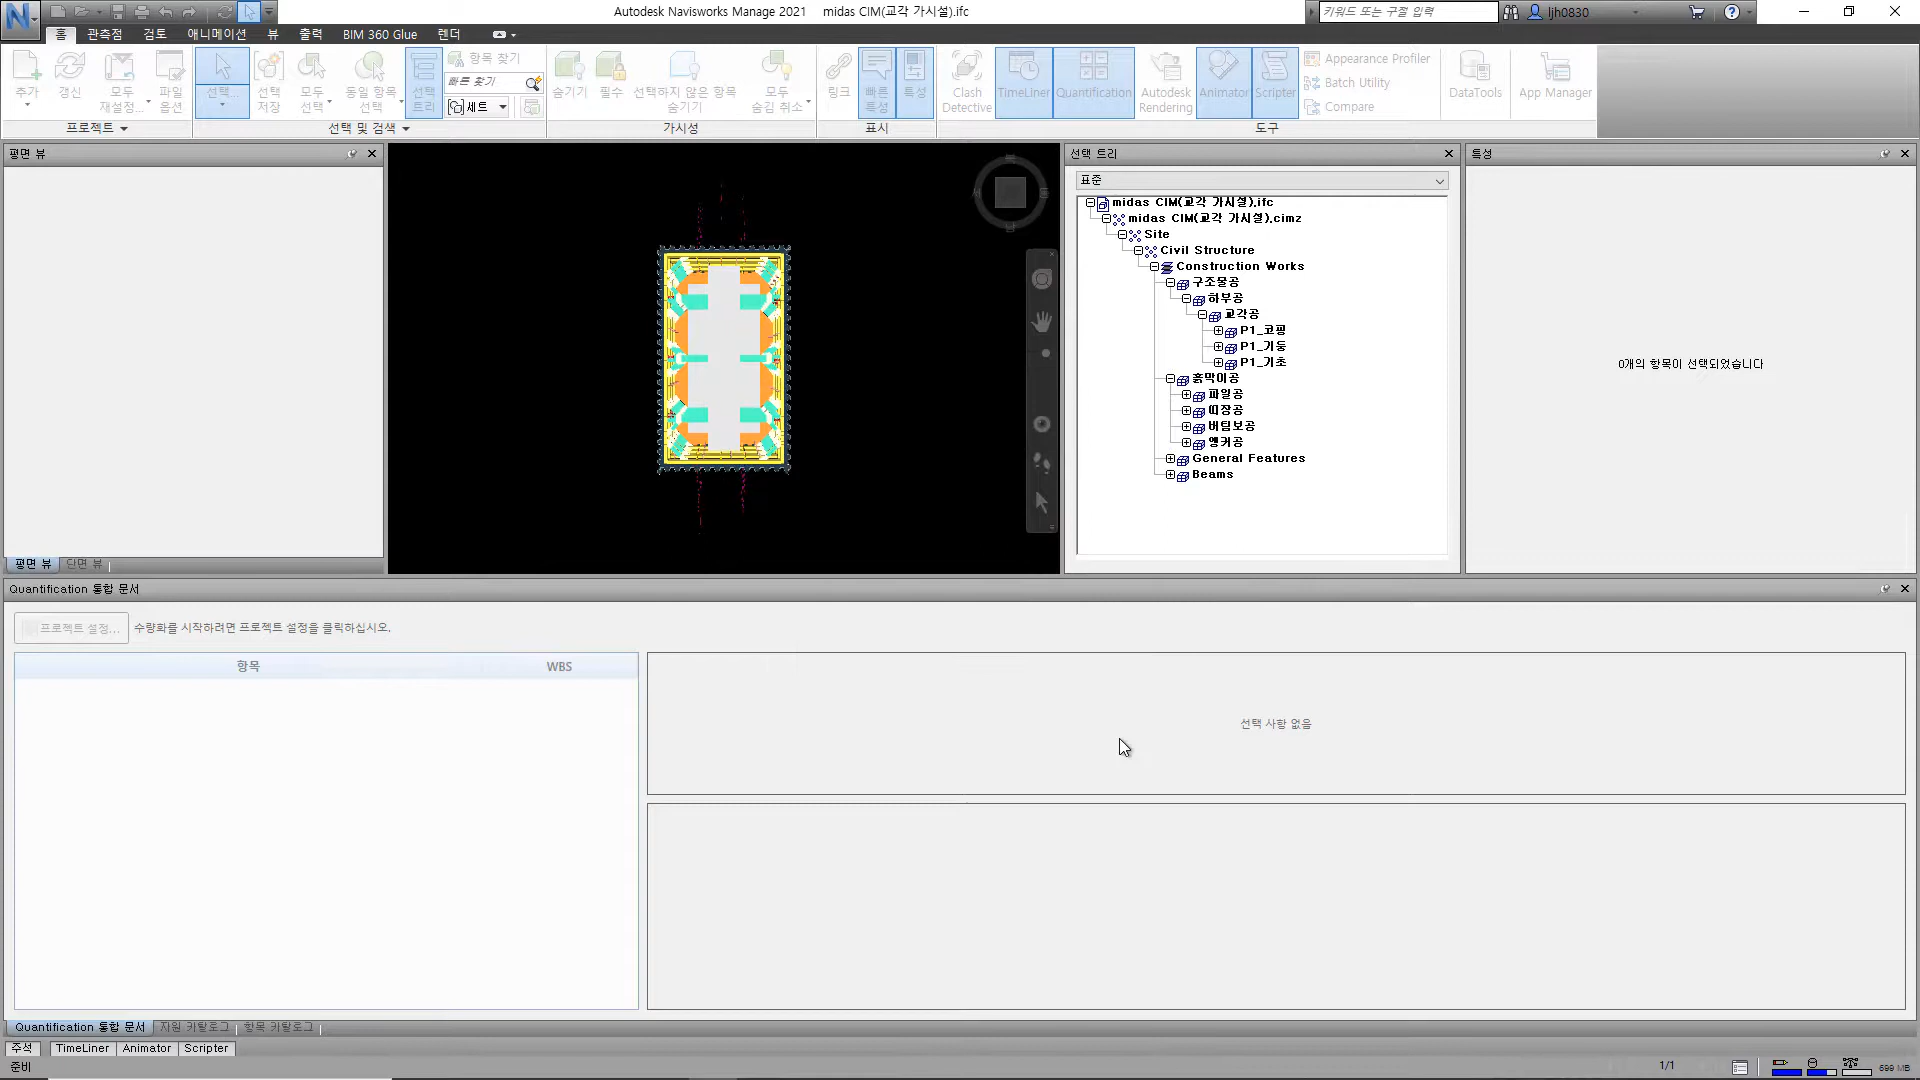 Autodesk Navisworks Manage 2021 midas CIM(교각 가시설).ifc
키워드 또는 구절 입력
ljh0830
홈 관측점 검토 애니메이션 뷰 출력 BIM 360 Glue 렌더
추가
갱신
모두 재설정...
파일 옵션
프로젝트
선택...
선택 저장
모두 선택
동일 항목 선택
선택 트리
항목 찾기
빠른 찾기
세트
선택 및 검색
숨기기
필수
선택하지 않은 항목 숨기기
모두 숨김 취소
가시성
링크
빠른 특성
특성
표시
Clash Detective
TimeLiner
Quantification
Autodesk Rendering
Animator
Scripter
Appearance Profiler
Batch Utility
Compare
DataTools
App Manager
도구
평면 뷰
평면 뷰 단면 뷰
선택 트리
표준
midas CIM(교각 가시설).ifc
midas CIM(교각 가시설).cimz
Site
Civil Structure
Construction Works
구조물공
하부공
교각공
P1_코핑
P1_기둥
P1_기초
흙막이공
파일공
띠장공
버팀보공
앵커공
General Features
Beams
특성
0개의 항목이 선택되었습니다
Quantification 통합 문서
프로젝트 설정... 수량화를 시작하려면 프로젝트 설정을 클릭하십시오.
항목 WBS
선택 사항 없음
Quantification 통합 문서 자원 카탈로그 항목 카탈로그
주석 TimeLiner Animator Scripter
준비
1/1
699 MB